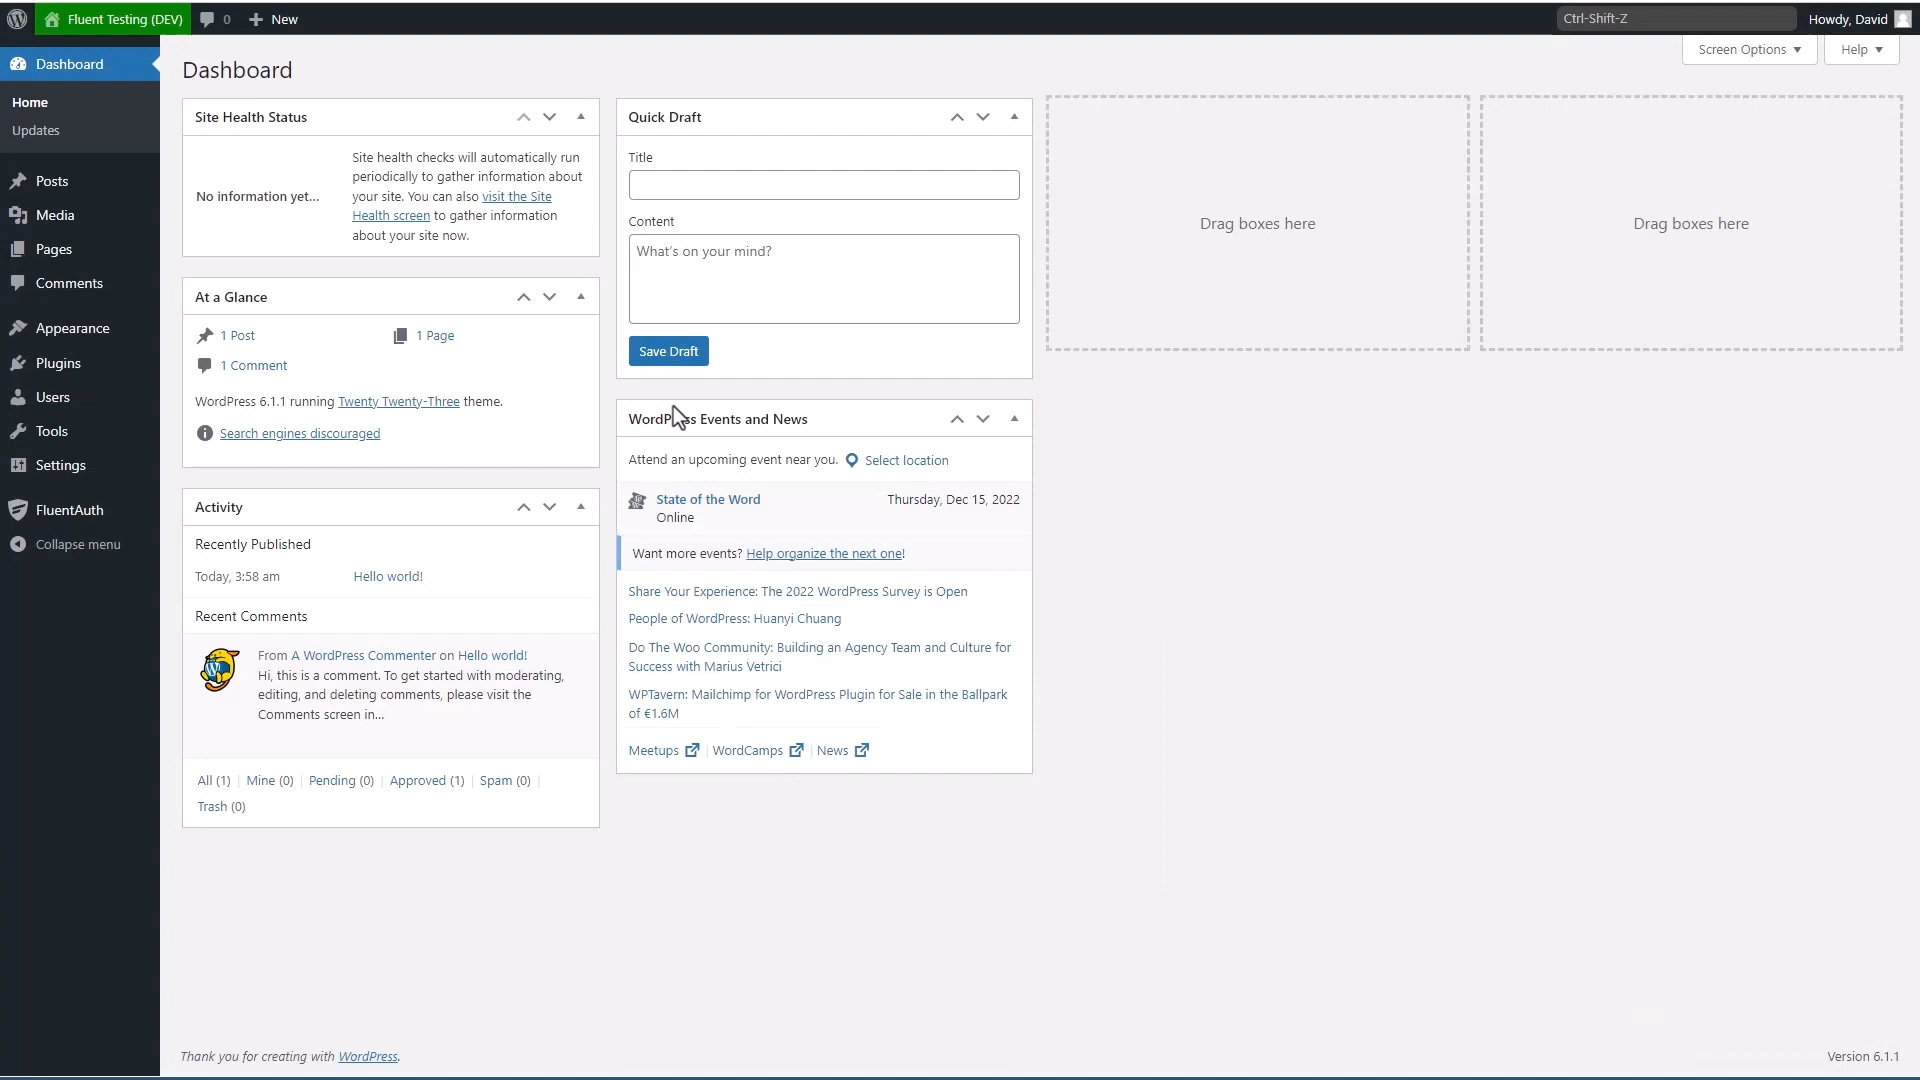 Fluent Testing (DEV) 0 New Ctrl-Shift-Z Howdy, David
Screen Options Help
Dashboard
Home
Updates
Posts
Media
Pages
Comments
Appearance
Plugins
Users
Tools
Settings
FluentAuth
Collapse menu
Dashboard
Site Health Status
No information yet...
Site health checks will automatically run
periodically to gather information about
your site. You can also visit the Site
Health screen to gather information
about your site now.
At a Glance
1 Post 1 Page
1 Comment
WordPress 6.1.1 running Twenty Twenty-Three theme.
Search engines discouraged
Activity
Recently Published
Today, 3:58 am Hello world!
Recent Comments
From A WordPress Commenter on Hello world!
Hi, this is a comment. To get started with moderating,
editing, and deleting comments, please visit the
Comments screen in...
All (1) | Mine (0) | Pending (0) | Approved (1) | Spam (0) |
Trash (0)
Quick Draft
Title
Content
What's on your mind?
Save Draft
WordPress Events and News
Attend an upcoming event near you. Select location
State of the Word Thursday, Dec 15, 2022
Online
Want more events? Help organize the next one!
Share Your Experience: The 2022 WordPress Survey is Open
People of WordPress: Huanyi Chuang
Do The Woo Community: Building an Agency Team and Culture for
Success with Marius Vetrici
WPTavern: Mailchimp for WordPress Plugin for Sale in the Ballpark
of €1.6M
Meetups | WordCamps | News
Drag boxes here
Drag boxes here
Thank you for creating with WordPress.
Version 6.1.1